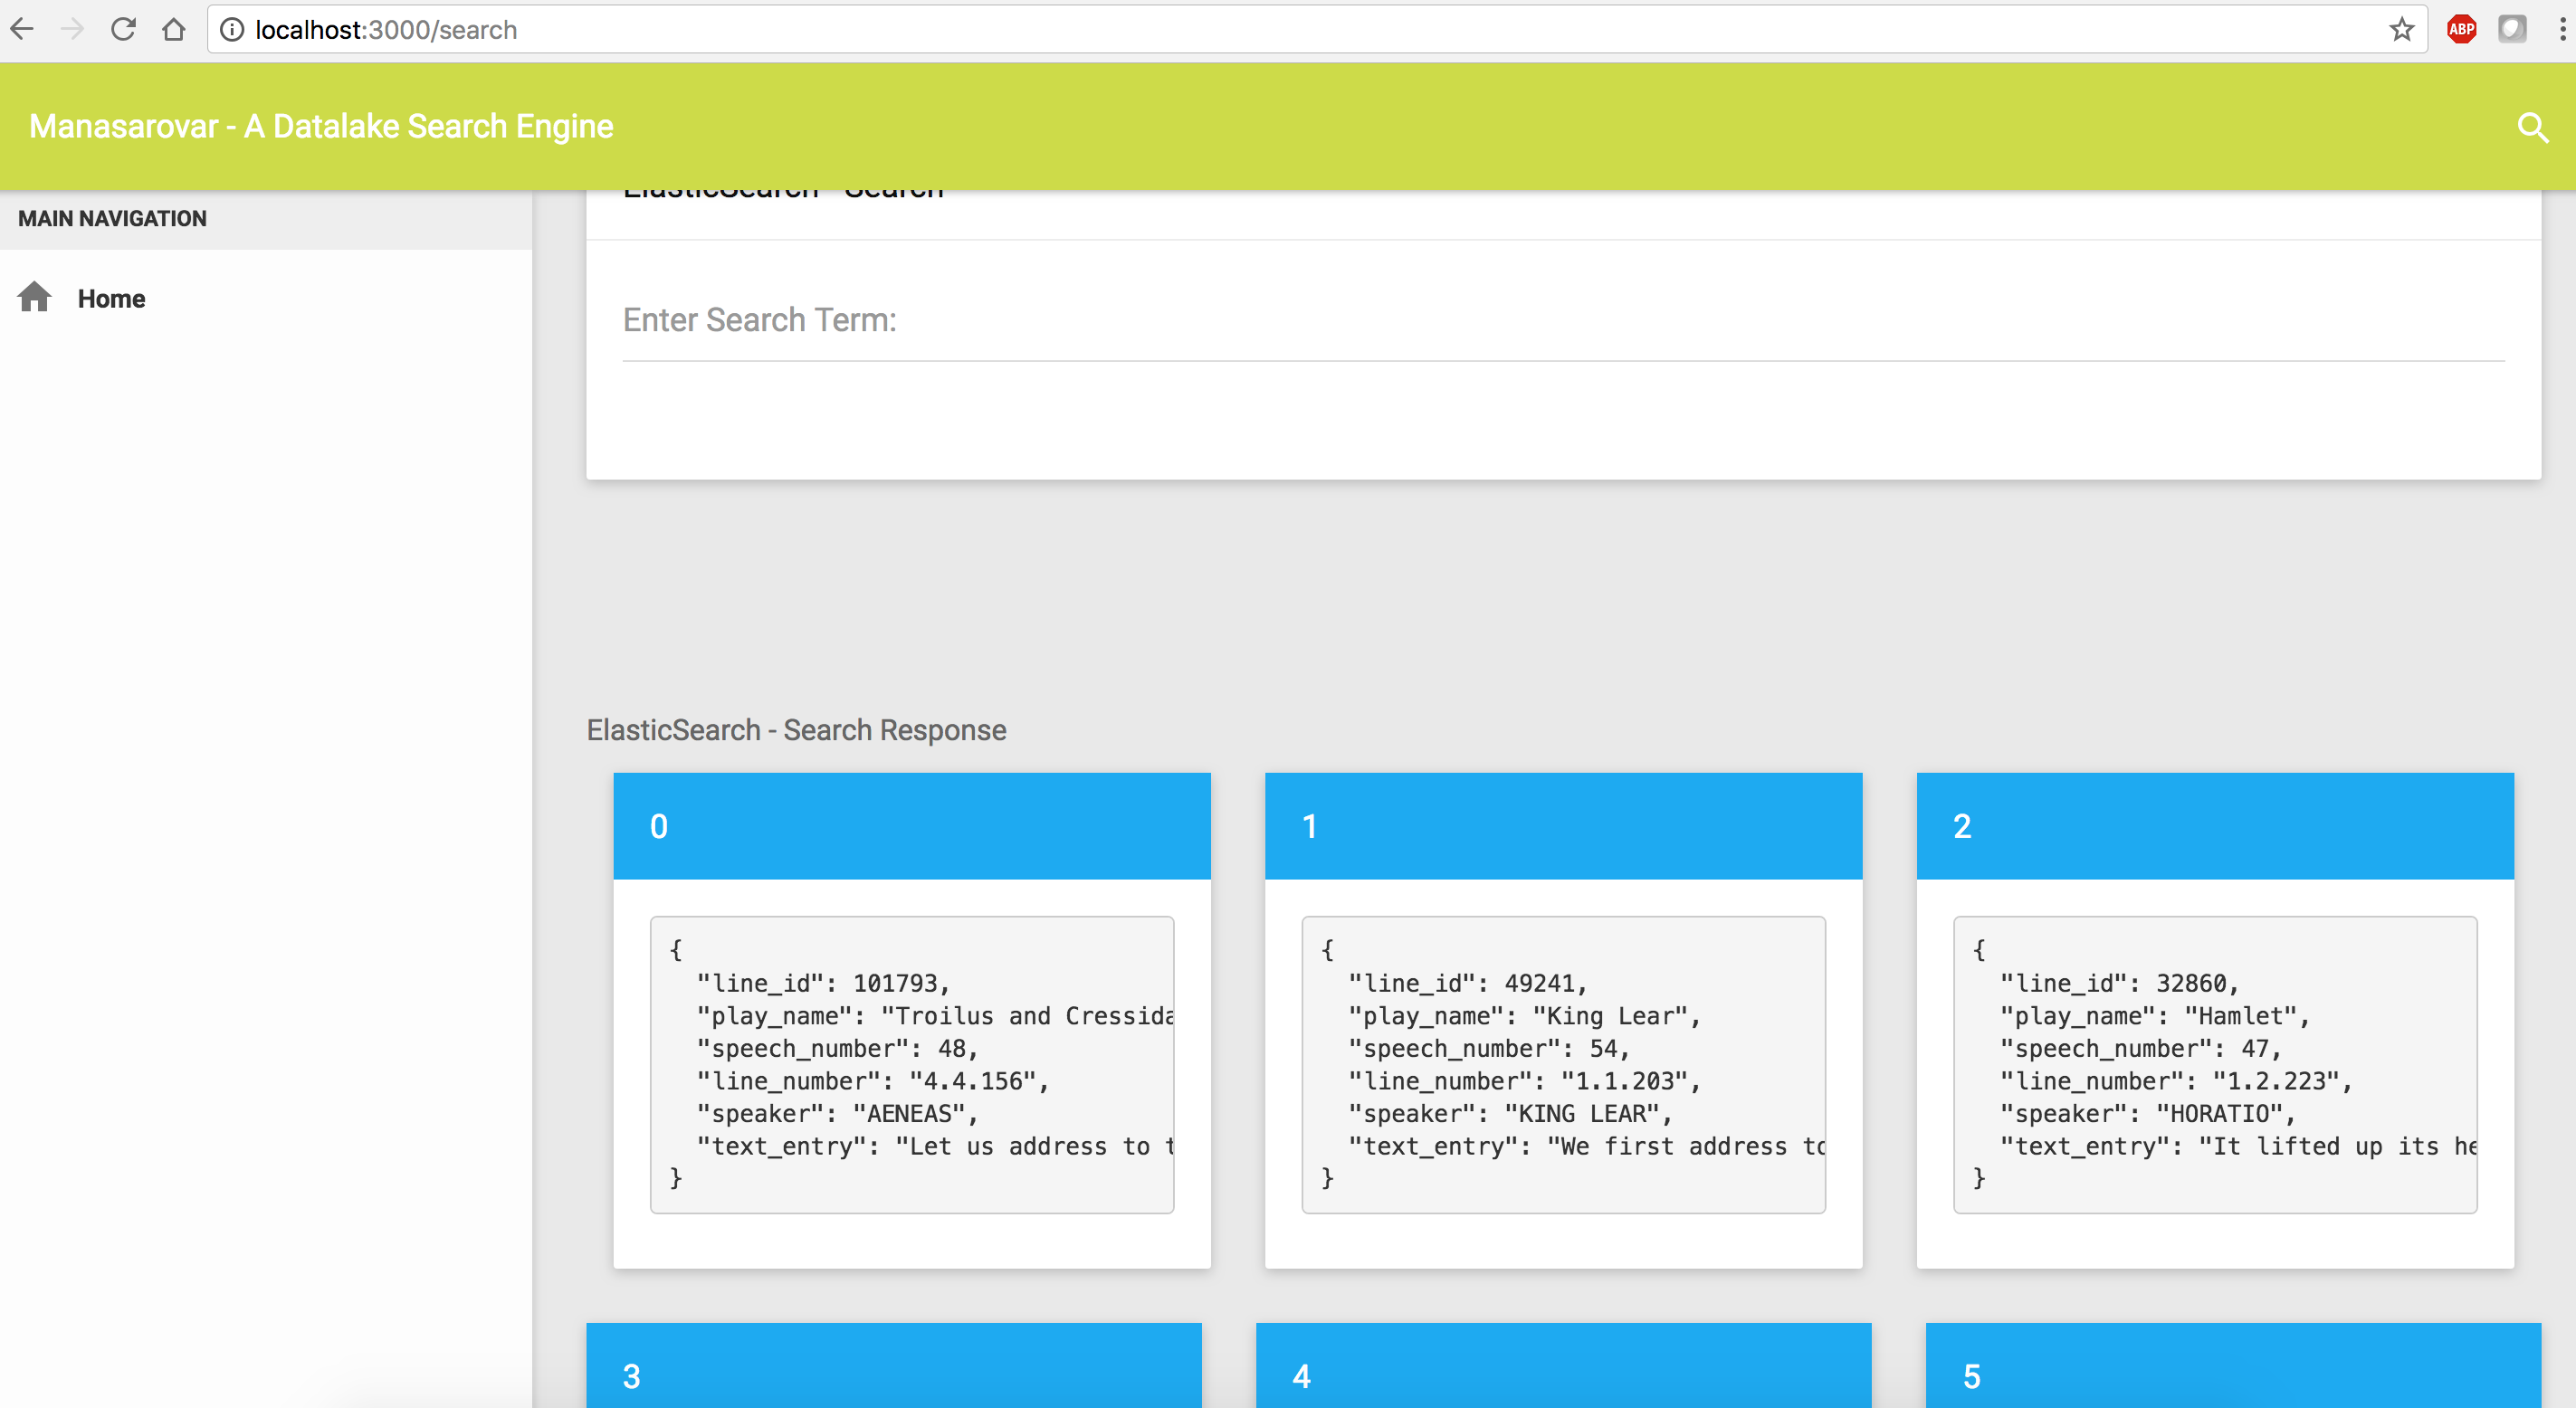 localhost:3000/search
ABP
Manasarovar - A Datalake Search Engine
ElasticSearch - Search
MAIN NAVIGATION
Home
Enter Search Term:
ElasticSearch - Search Response
0
{
"line_id": 101793,
"play_name": "Troilus and Cressida
"speech_number": 48,
"line_number": "4.4.156",
"speaker": "AENEAS",
"text_entry": "Let us address to t
}
1
{
"line_id": 49241,
"play_name": "King Lear",
"speech_number": 54,
"line_number": "1.1.203",
"speaker": "KING LEAR",
"text_entry": "We first address to
}
2
{
"line_id": 32860,
"play_name": "Hamlet",
"speech_number": 47,
"line_number": "1.2.223",
"speaker": "HORATIO",
"text_entry": "It lifted up its he
}
3
4
5